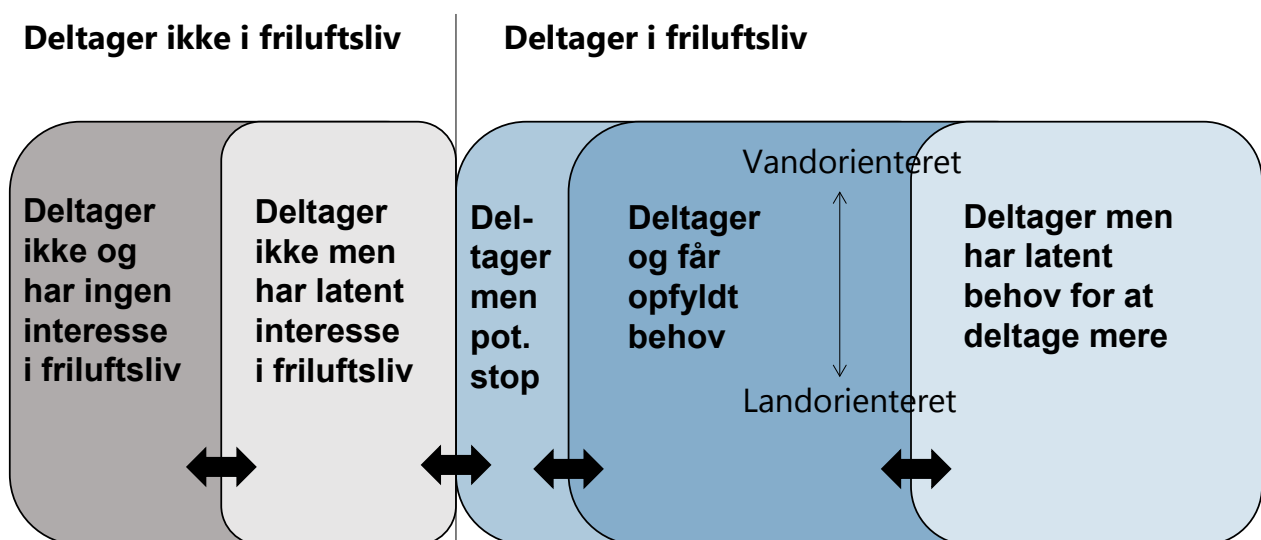 Deltager ikke i friluftsliv
Deltager i friluftsliv
Deltager
ikke og
har ingen
interesse
i friluftsliv
Deltager
ikke men
har latent
interesse
i friluftsliv
Del-
tager
men
pot.
stop
Deltager
og får
opfyldt
behov
Vandorienteret
Landorienteret
Deltager men
har latent
behov for at
deltage mere